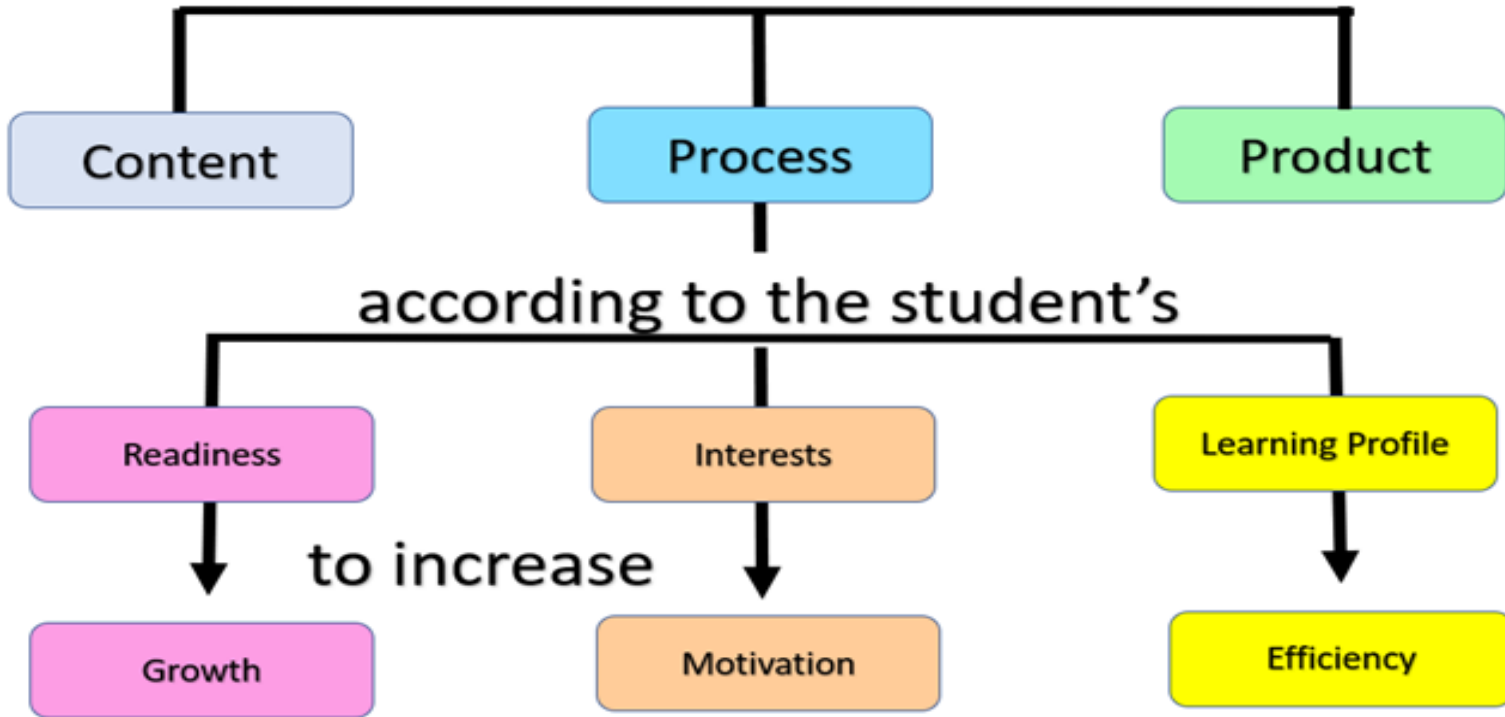 Content
Process
Product
according to the student’s
Readiness
Interests
Learning Profile
to increase
Growth
Motivation
Efficiency